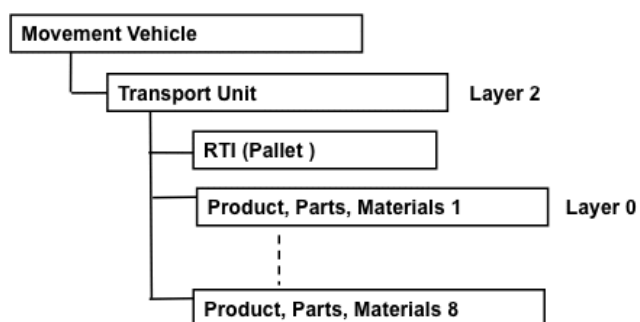 Movement Vehicle
Transport Unit Layer 2
RTI (Pallet )
Product, Parts, Materials 1 Layer 0
Product, Parts, Materials 8